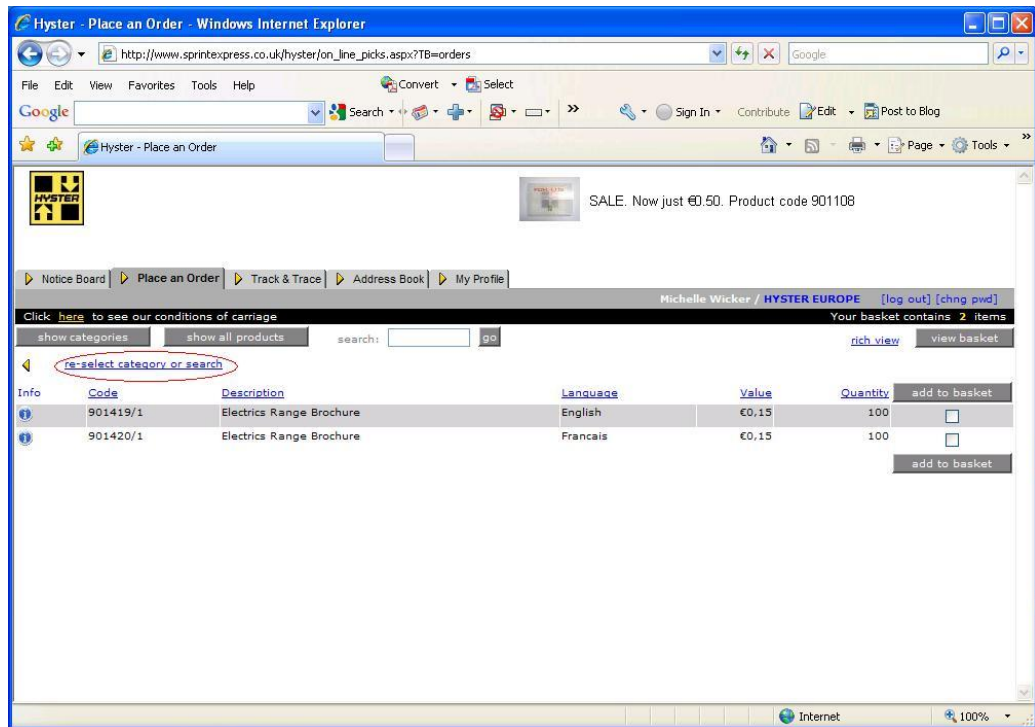 Hyster - Place an Order - Windows Internet Explorer
http://www.sprintexpress.co.uk/hyster/on_line_picks.aspx?TB=orders
Google
File Edit View Favorites Tools Help Convert Select
Google Search Sign In Contribute Edit Post to Blog
Hyster - Place an Order Page Tools
HYSTER
SALE. Now just €0.50. Product code 901108
Notice Board Place an Order Track & Trace Address Book My Profile
Michelle Wicker / HYSTER EUROPE [log out] [chng pwd]
Click here to see our conditions of carriage Your basket contains 2 items
show categories show all products search: go rich view view basket
re-select category or search
Info Code Description Language Value Quantity add to basket
901419/1 Electrics Range Brochure English €0,15 100
901420/1 Electrics Range Brochure Francais €0,15 100
add to basket
Internet 100%